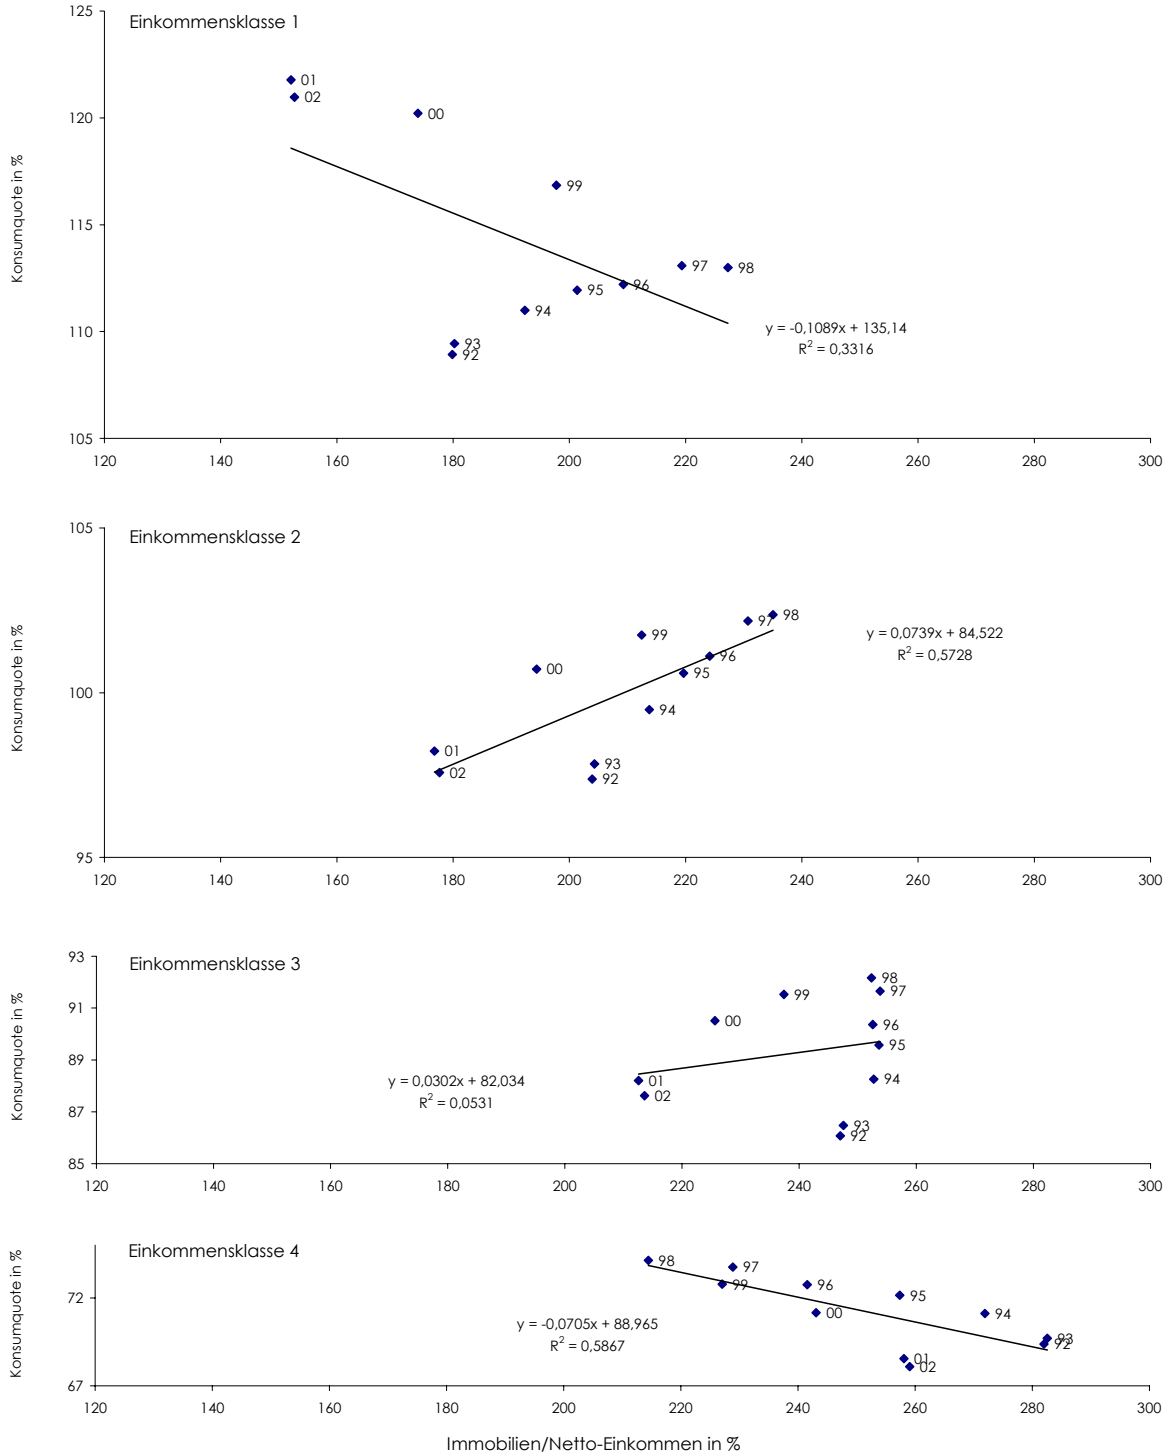 Einkommensklasse 1
Konsumquote in %
125
120
115
110
105
01
02
00
99
97
98
96
95
94
93
92
y = -0,1089x + 135,14
R2 = 0,3316
120 140 160 180 200 220 240 260 280 300
Einkommensklasse 2
Konsumquote in %
105
100
95
98
97
99
96
00
95
94
01
93
02
92
y = 0,0739x + 84,522
R2 = 0,5728
120 140 160 180 200 220 240 260 280 300
Einkommensklasse 3
Konsumquote in %
93
91
89
87
85
98
97
99
00
96
95
01
94
02
93
92
y = 0,0302x + 82,034
R2 = 0,0531
120 140 160 180 200 220 240 260 280 300
Einkommensklasse 4
Konsumquote in %
72
67
98
97
99
96
95
00
94
93
92
01
02
y = -0,0705x + 88,965
R2 = 0,5867
120 140 160 180 200 220 240 260 280 300
Immobilien/Netto-Einkommen in %